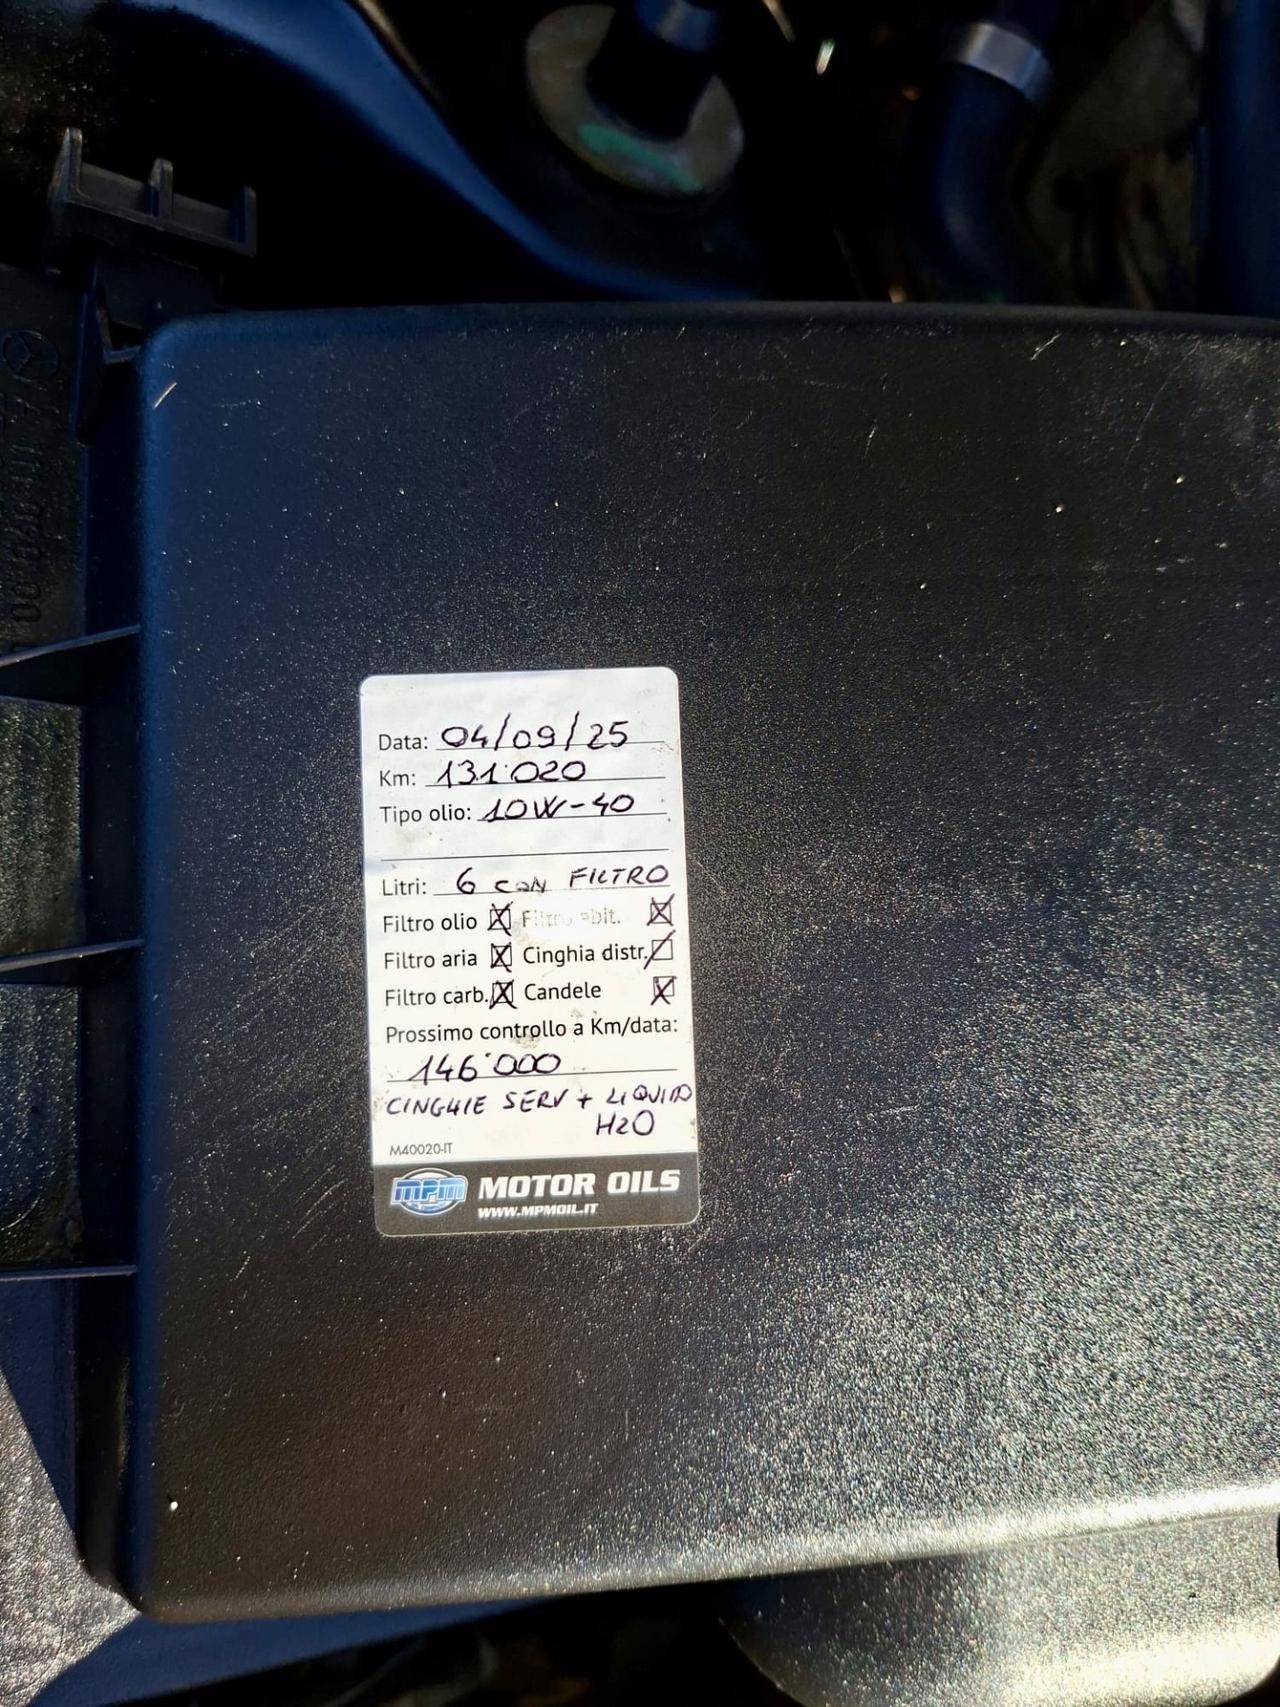 Data: 04/09/25
Km: 131'020
Tipo olio: 10W-40
Litri: 6 CON FILTRO
Filtro olio Filtro abit.
Filtro aria Cinghia distr.
Filtro carb. Candele
Prossimo controllo a Km/data:
146'000
CINGHIE SERV + LIQUIDO
H2O
M40020-IT
MPM MOTOR OILS
WWW.MPMOIL.IT